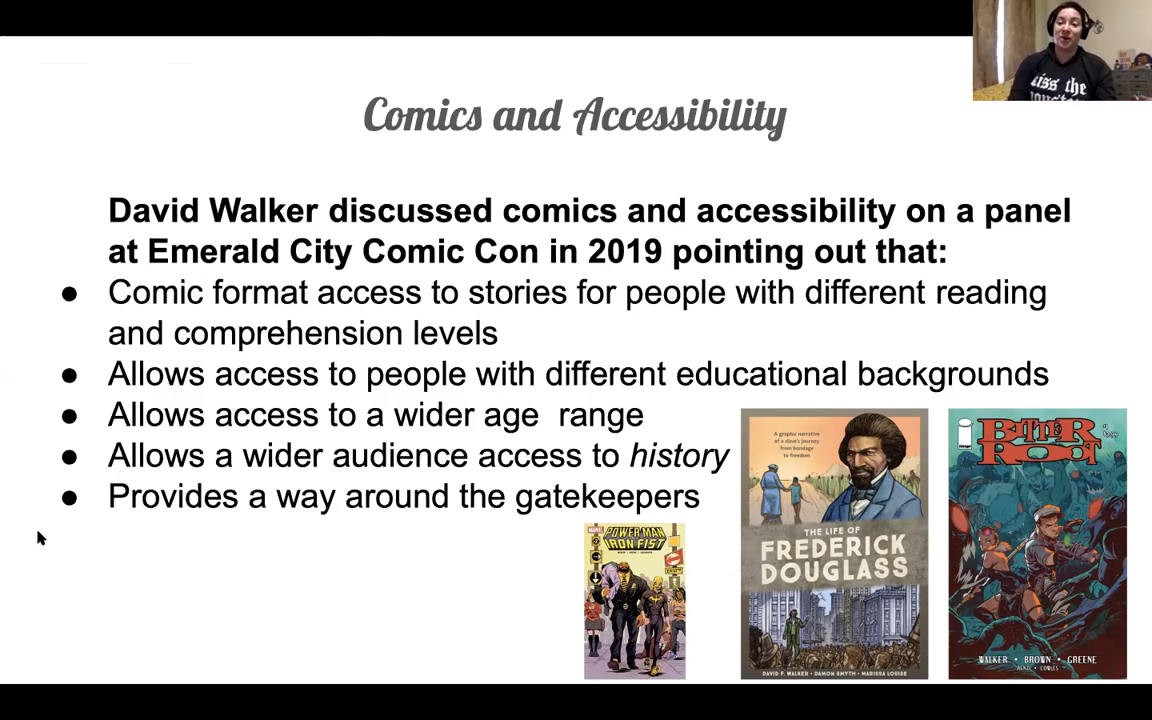 kiss the
Comics and Accessibility
David Walker discussed comics and accessibility on a panel
at Emerald City Comic Con in 2019 pointing out that:
● Comic format access to stories for people with different reading
and comprehension levels
● Allows access to people with different educational backgrounds
● Allows access to a wider age range
● Allows a wider audience access to history
● Provides a way around the gatekeepers
MARVEL
POWER MAN
IRON FIST
A graphic narrative
of a slave's journey
from bondage
to freedom
THE LIFE OF
FREDERICK
DOUGLASS
DAVID F. WALKER • DAMON SMYTH • MARISSA LOUISE
image
BITTER
ROOT
WALKER • BROWN • GREENE